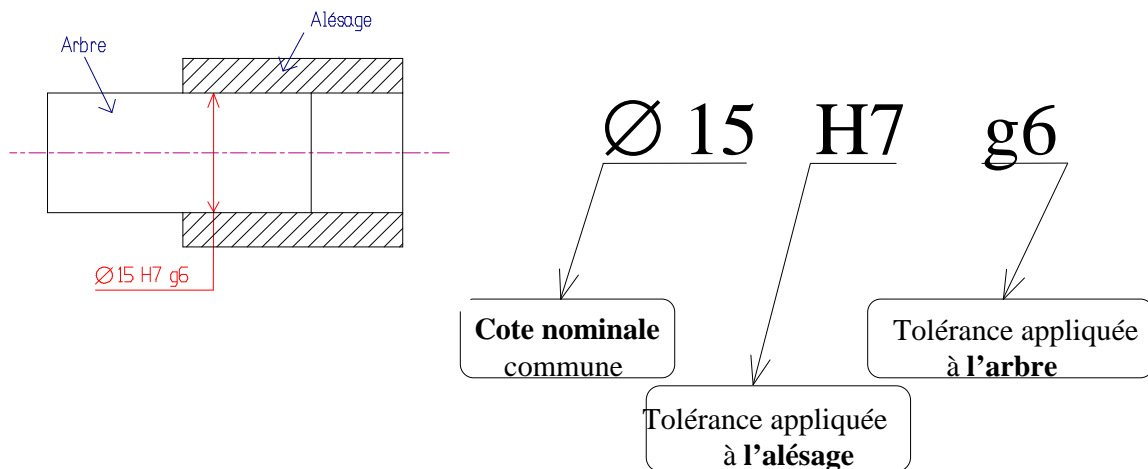 Alésage
Arbre
Ø 15 H7 g6
Ø 15 H7 g6
Cote nominale
commune
Tolérance appliquée
à l’arbre
Tolérance appliquée
à l’alésage